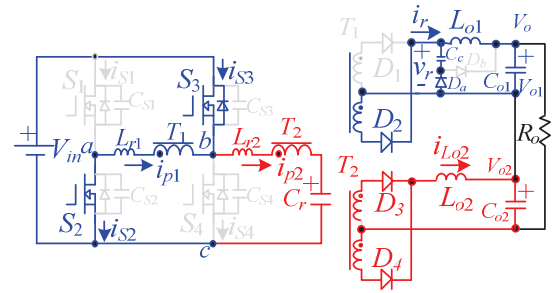 S1 iS1 CS1
S3 iS3 CS3
Vin
a Lr1 T1 b Lr2 T2
ip1 ip2
S2 iS2 CS2
S4 iS4 CS4
Cr
c
T1 D1 ir Lo1 Vo
vr Cc Db Da Co1 Vo1
D2
Ro
T2 D3 iLo2 Lo2 Vo2
Co2
D4